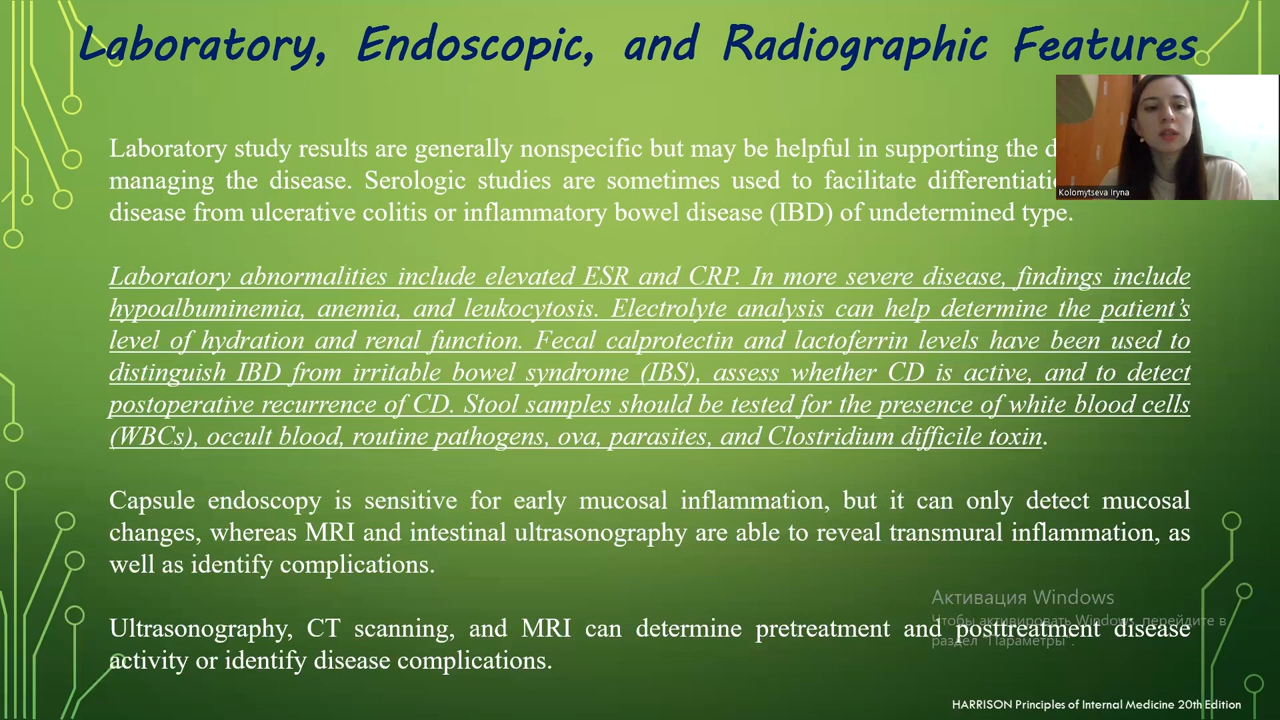 Laboratory, Endoscopic, and Radiographic Features
Laboratory study results are generally nonspecific but may be helpful in supporting the
managing the disease. Serologic studies are sometimes used to facilitate
disease from ulcerative colitis or inflammatory bowel disease (IBD) of undetermined type.
Kolomytseva Iryna
Laboratory abnormalities include elevated ESR and CRP. In more severe disease, findings include
hypoalbuminemia, anemia, and leukocytosis. Electrolyte analysis can help determine the patient’s
level of hydration and renal function. Fecal calprotectin and lactoferrin levels have been used to
distinguish IBD from irritable bowel syndrome (IBS), assess whether CD is active, and to detect
postoperative recurrence of CD. Stool samples should be tested for the presence of white blood cells
(WBCs), occult blood, routine pathogens, ova, parasites, and Clostridium difficile toxin.
Capsule endoscopy is sensitive for early mucosal inflammation, but it can only detect mucosal
changes, whereas MRI and intestinal ultrasonography are able to reveal transmural inflammation, as
well as identify complications.
Ultrasonography, CT scanning, and MRI can determine pretreatment and posttreatment disease
activity or identify disease complications.
Активация Windows
Чтобы активировать Windows, перейдите в
раздел "Параметры".
HARRISON Principles of Internal Medicine 20th Edition